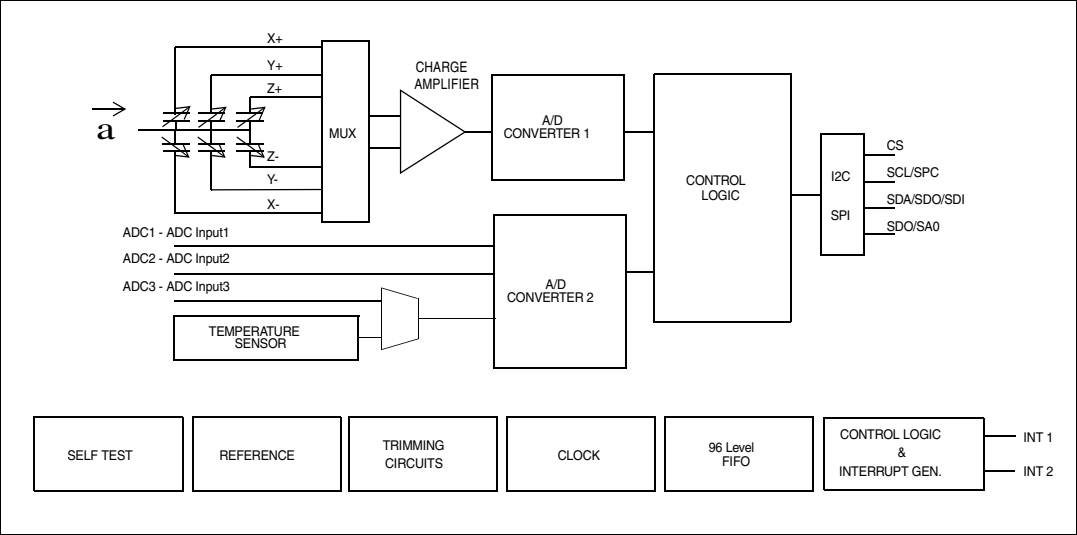 X+
Y+
Z+
a
Z-
Y-
X-
MUX
CHARGE
AMPLIFIER
A/D
CONVERTER 1
CONTROL
LOGIC
I2C
SPI
CS
SCL/SPC
SDA/SDO/SDI
SDO/SA0
ADC1 - ADC Input1
ADC2 - ADC Input2
ADC3 - ADC Input3
TEMPERATURE
SENSOR
A/D
CONVERTER 2
SELF TEST
REFERENCE
TRIMMING
CIRCUITS
CLOCK
96 Level
FIFO
CONTROL LOGIC
&
INTERRUPT GEN.
INT 1
INT 2